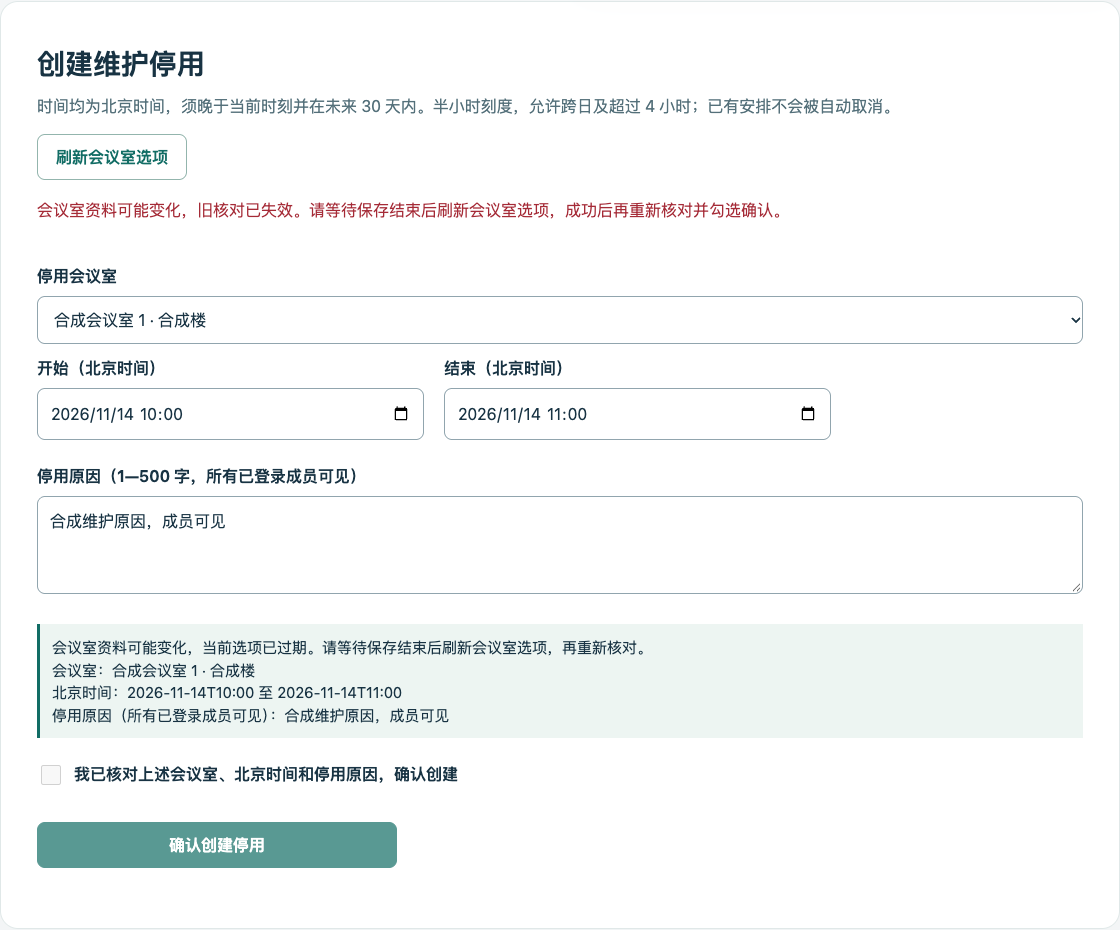 创建维护停用
时间均为北京时间，须晚于当前时刻并在未来 30 天内。半小时刻度，允许跨日及超过 4 小时；已有安排不会被自动取消。
刷新会议室选项
会议室资料可能变化，旧核对已失效。请等待保存结束后刷新会议室选项，成功后再重新核对并勾选确认。
停用会议室
合成会议室 1 · 合成楼
开始（北京时间）
结束（北京时间）
2026/11/14 10:00
2026/11/14 11:00
停用原因（1—500 字，所有已登录成员可见）
合成维护原因，成员可见
会议室资料可能变化，当前选项已过期。请等待保存结束后刷新会议室选项，再重新核对。
会议室：合成会议室 1 · 合成楼
北京时间：2026-11-14T10:00 至 2026-11-14T11:00
停用原因（所有已登录成员可见）：合成维护原因，成员可见
我已核对上述会议室、北京时间和停用原因，确认创建
确认创建停用